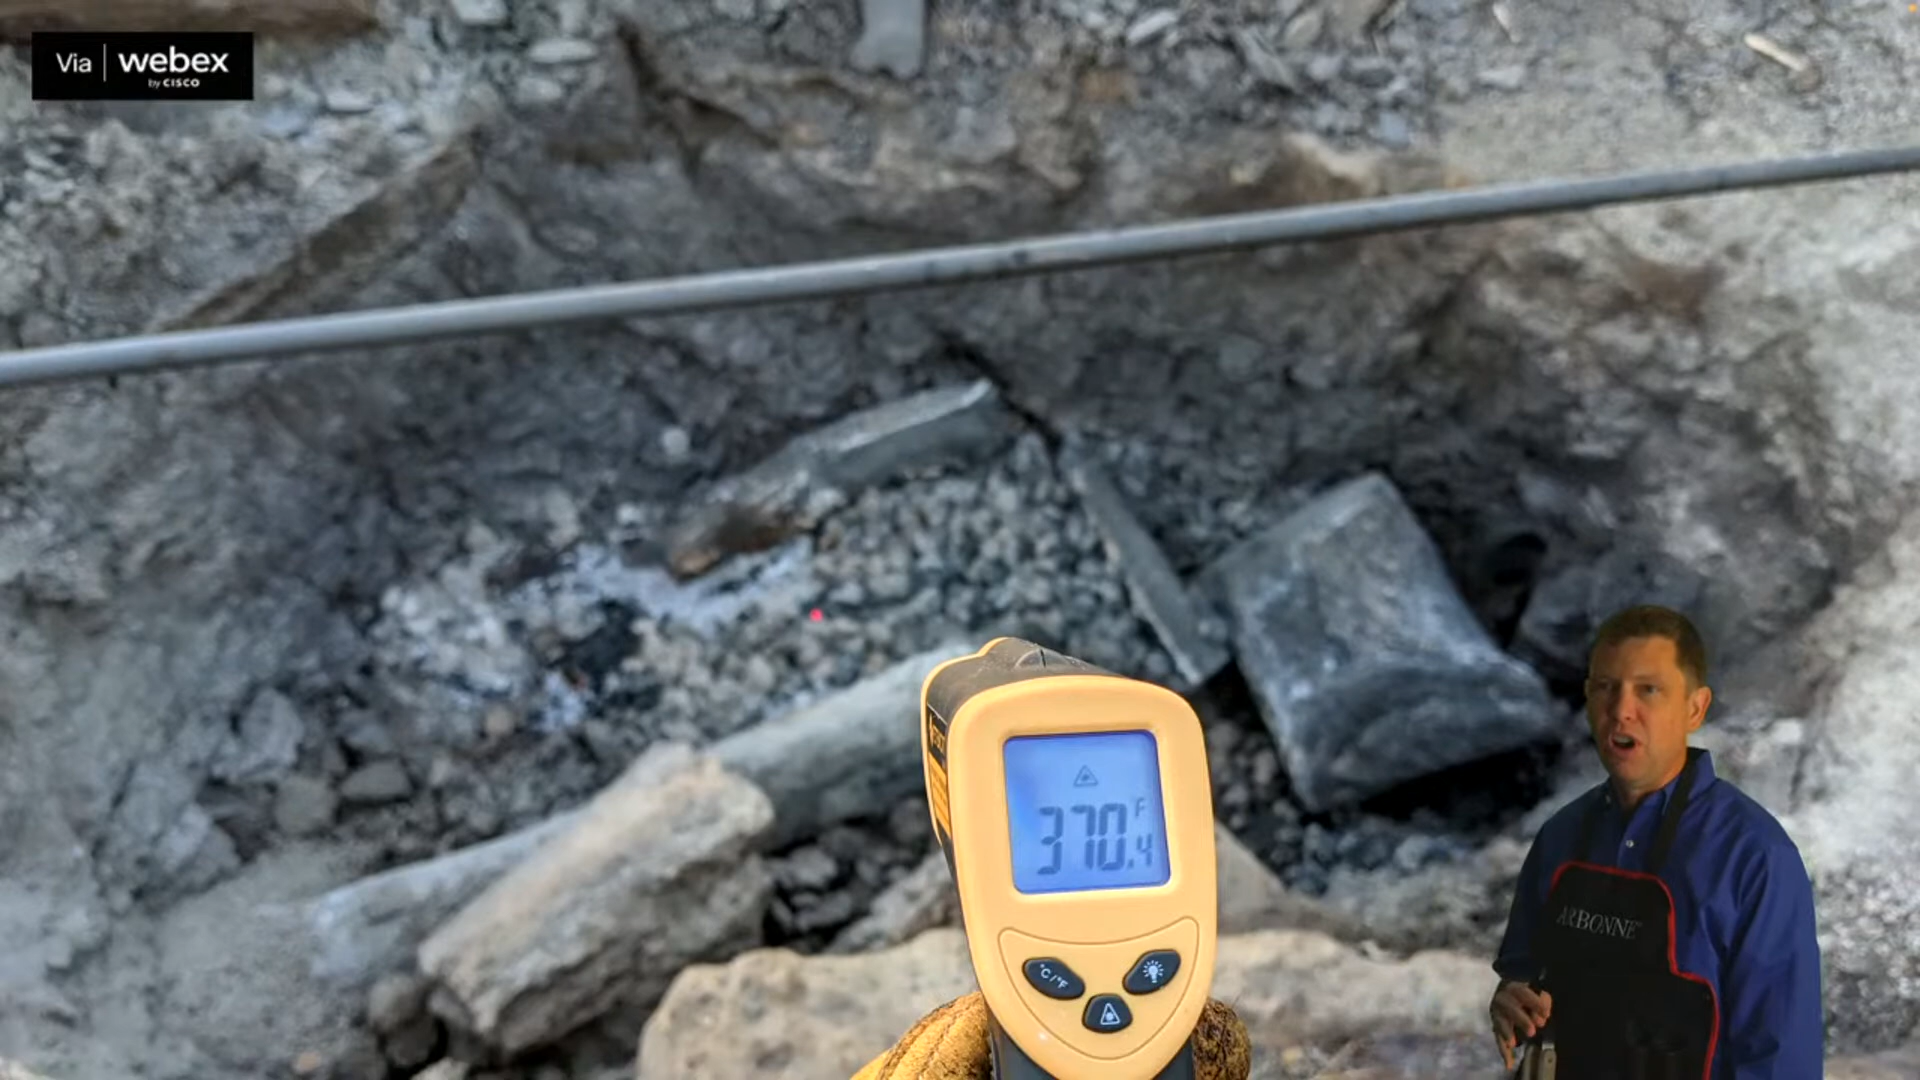 Via webex
by CISCO
370.4 F
°C/°F
ARBONNE